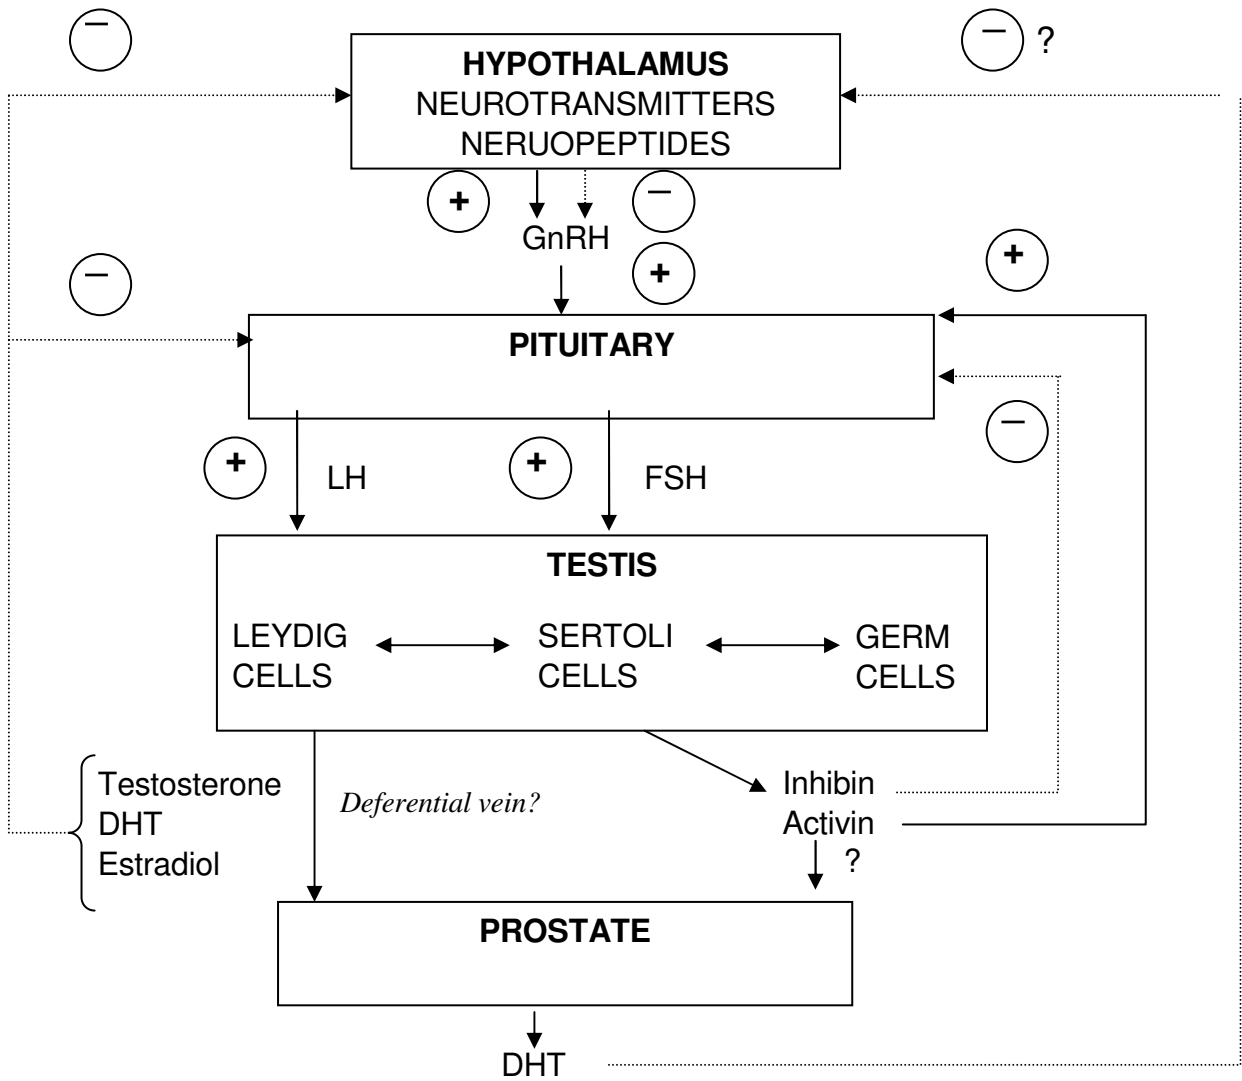 − − ?
HYPOTHALAMUS
NEUROTRANSMITTERS
NERUOPEPTIDES
+ −
GnRH
− + +
PITUITARY
−
+ LH + FSH
TESTIS
LEYDIG
CELLS
SERTOLI
CELLS
GERM
CELLS
Testosterone
DHT
Estradiol
Deferential vein?
Inhibin
Activin
?
PROSTATE
DHT